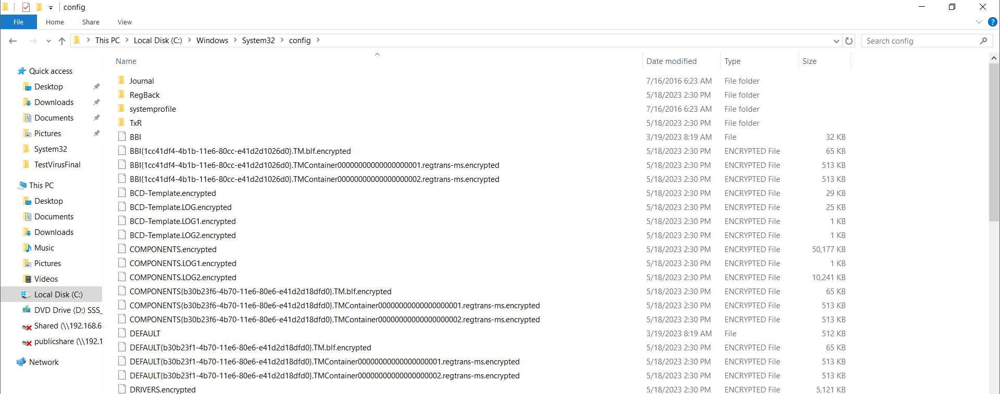 config
File Home Share View
This PC Local Disk (C:) Windows System32 config
Search config
Name Date modified Type Size
Quick access
Desktop
Downloads
Documents
Pictures
System32
TestVirusFinal
This PC
Desktop
Documents
Downloads
Music
Pictures
Videos
Local Disk (C:)
DVD Drive (D:) SSS_
Shared (\\192.168.6
publicshare (\\192.1
Network
Journal 7/16/2016 6:23 AM File folder
RegBack 5/18/2023 2:30 PM File folder
systemprofile 7/16/2016 6:23 AM File folder
TxR 5/18/2023 2:30 PM File folder
BBI 3/19/2023 8:19 AM File 32 KB
BBI{1cc41df4-4b1b-11e6-80cc-e41d2d1026d0}.TM.blf.encrypted 5/18/2023 2:30 PM ENCRYPTED File 65 KB
BBI{1cc41df4-4b1b-11e6-80cc-e41d2d1026d0}.TMContainer00000000000000000001.regtrans-ms.encrypted 5/18/2023 2:30 PM ENCRYPTED File 513 KB
BBI{1cc41df4-4b1b-11e6-80cc-e41d2d1026d0}.TMContainer00000000000000000002.regtrans-ms.encrypted 5/18/2023 2:30 PM ENCRYPTED File 513 KB
BCD-Template.encrypted 5/18/2023 2:30 PM ENCRYPTED File 29 KB
BCD-Template.LOG.encrypted 5/18/2023 2:30 PM ENCRYPTED File 25 KB
BCD-Template.LOG1.encrypted 5/18/2023 2:30 PM ENCRYPTED File 1 KB
BCD-Template.LOG2.encrypted 5/18/2023 2:30 PM ENCRYPTED File 1 KB
COMPONENTS.encrypted 5/18/2023 2:30 PM ENCRYPTED File 50,177 KB
COMPONENTS.LOG1.encrypted 5/18/2023 2:30 PM ENCRYPTED File 1 KB
COMPONENTS.LOG2.encrypted 5/18/2023 2:30 PM ENCRYPTED File 10,241 KB
COMPONENTS{b30b23f6-4b70-11e6-80e6-e41d2d18dfd0}.TM.blf.encrypted 5/18/2023 2:30 PM ENCRYPTED File 65 KB
COMPONENTS{b30b23f6-4b70-11e6-80e6-e41d2d18dfd0}.TMContainer00000000000000000001.regtrans-ms.encrypted 5/18/2023 2:30 PM ENCRYPTED File 513 KB
COMPONENTS{b30b23f6-4b70-11e6-80e6-e41d2d18dfd0}.TMContainer00000000000000000002.regtrans-ms.encrypted 5/18/2023 2:30 PM ENCRYPTED File 513 KB
DEFAULT 3/19/2023 8:19 AM File 512 KB
DEFAULT{b30b23f1-4b70-11e6-80e6-e41d2d18dfd0}.TM.blf.encrypted 5/18/2023 2:30 PM ENCRYPTED File 65 KB
DEFAULT{b30b23f1-4b70-11e6-80e6-e41d2d18dfd0}.TMContainer00000000000000000001.regtrans-ms.encrypted 5/18/2023 2:30 PM ENCRYPTED File 513 KB
DEFAULT{b30b23f1-4b70-11e6-80e6-e41d2d18dfd0}.TMContainer00000000000000000002.regtrans-ms.encrypted 5/18/2023 2:30 PM ENCRYPTED File 513 KB
DRIVERS.encrypted 5/18/2023 2:30 PM ENCRYPTED File 5,121 KB